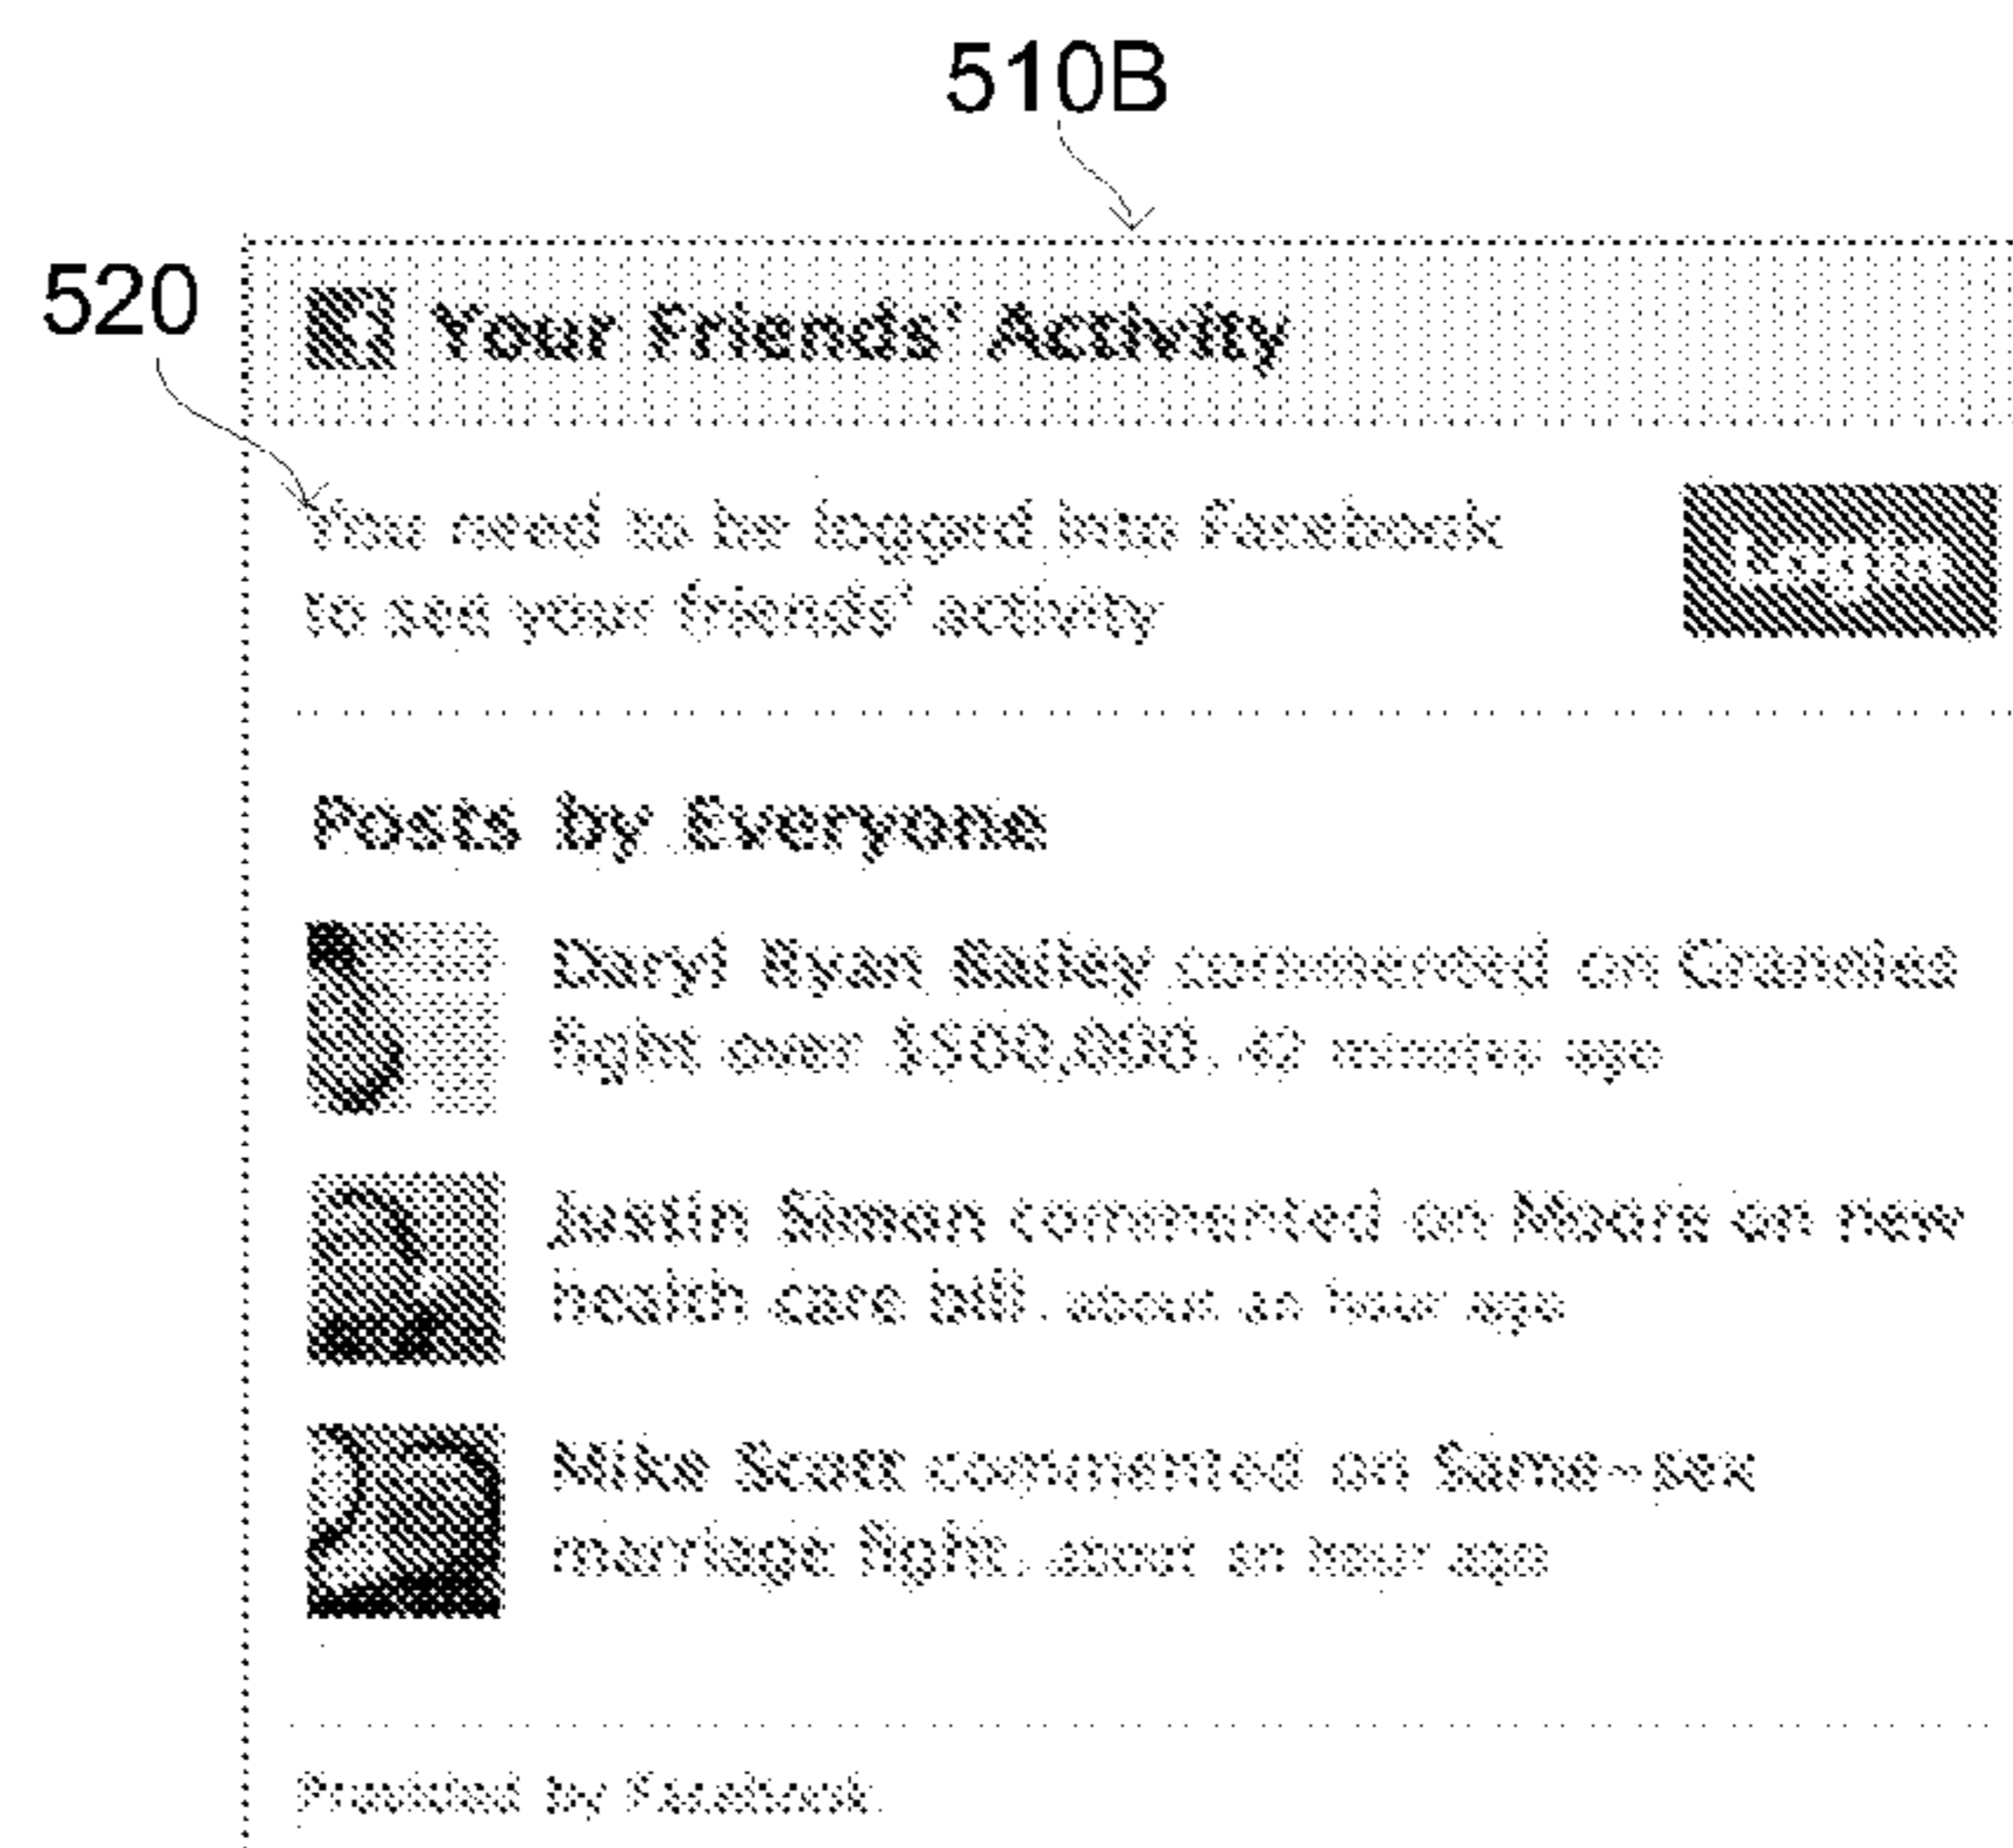 510B
520
Your Friends' Activity
You need to be logged into Facebook
Login
to see your friends' activity
Posts by Everyone
Daryl Ryan Bailey commented on Grannies
fight over $500,000. 42 minutes ago
Justin Simon commented on Moore on new
health care bill. about an hour ago
Mike Scott commented on Same-sex
marriage fight. about an hour ago
Provided by Facebook